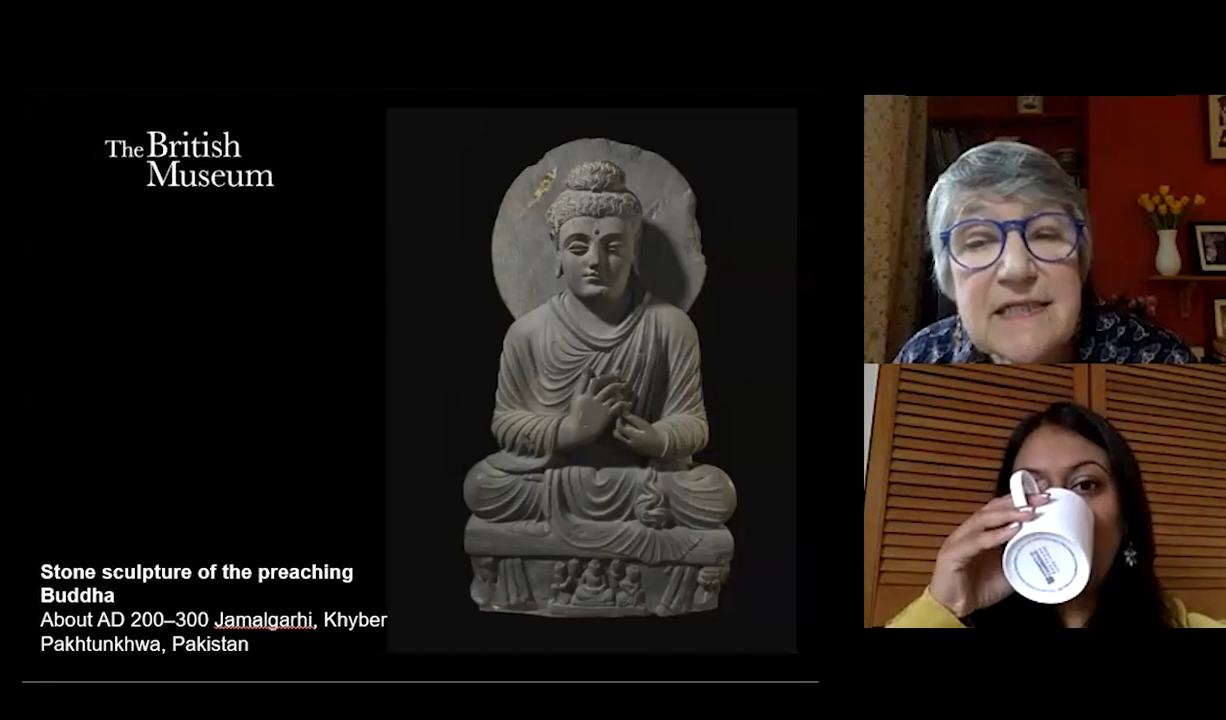 The British
Museum
Stone sculpture of the preaching
Buddha
About AD 200–300 Jamalgarhi, Khyber
Pakhtunkhwa, Pakistan